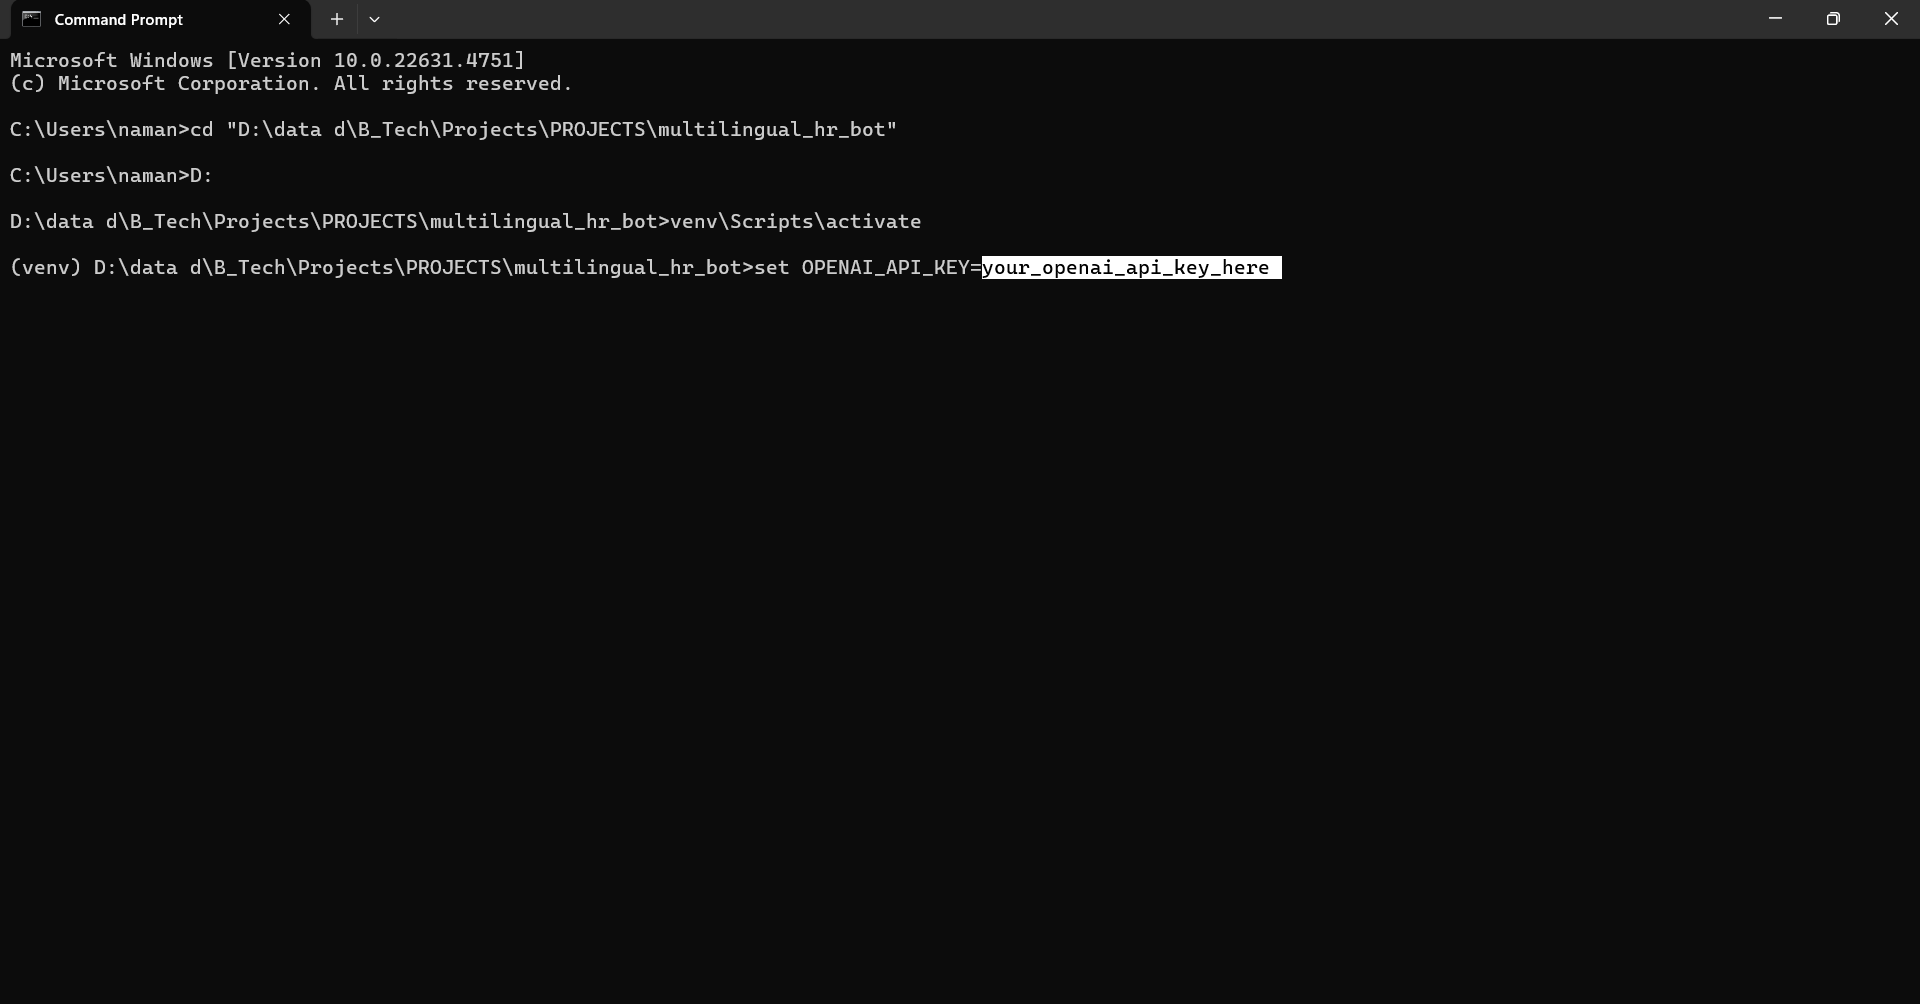 Command Prompt
Microsoft Windows [Version 10.0.22631.4751]
(c) Microsoft Corporation. All rights reserved.
C:\Users\naman>cd "D:\data d\B_Tech\Projects\PROJECTS\multilingual_hr_bot"
C:\Users\naman>D:
D:\data d\B_Tech\Projects\PROJECTS\multilingual_hr_bot>venv\Scripts\activate
(venv) D:\data d\B_Tech\Projects\PROJECTS\multilingual_hr_bot>set OPENAI_API_KEY=your_openai_api_key_here